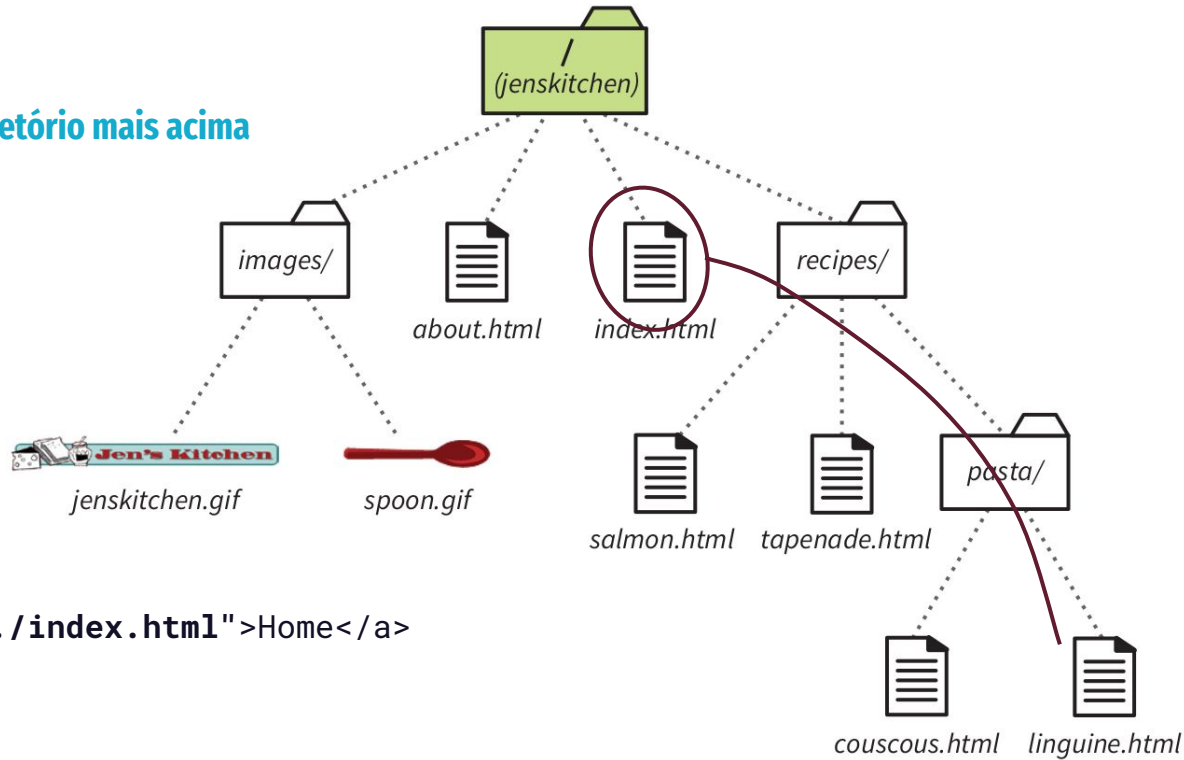 /
(jenskitchen)
etório mais acima
images/
recipes/
about.html
index.html
Jen's Kitchen
pasta/
jenskitchen.gif
spoon.gif
salmon.html
tapenade.html
./index.html">Home</a>
couscous.html
linguine.html